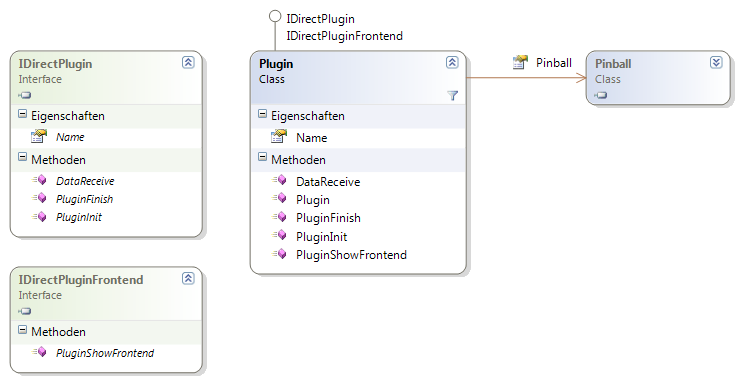 IDirectPlugin
IDirectPluginFrontend
IDirectPlugin
Interface
Eigenschaften
Name
Methoden
DataReceive
PluginFinish
PluginInit
Plugin
Class
Eigenschaften
Name
Methoden
DataReceive
Plugin
PluginFinish
PluginInit
PluginShowFrontend
Pinball
Pinball
Class
IDirectPluginFrontend
Interface
Methoden
PluginShowFrontend